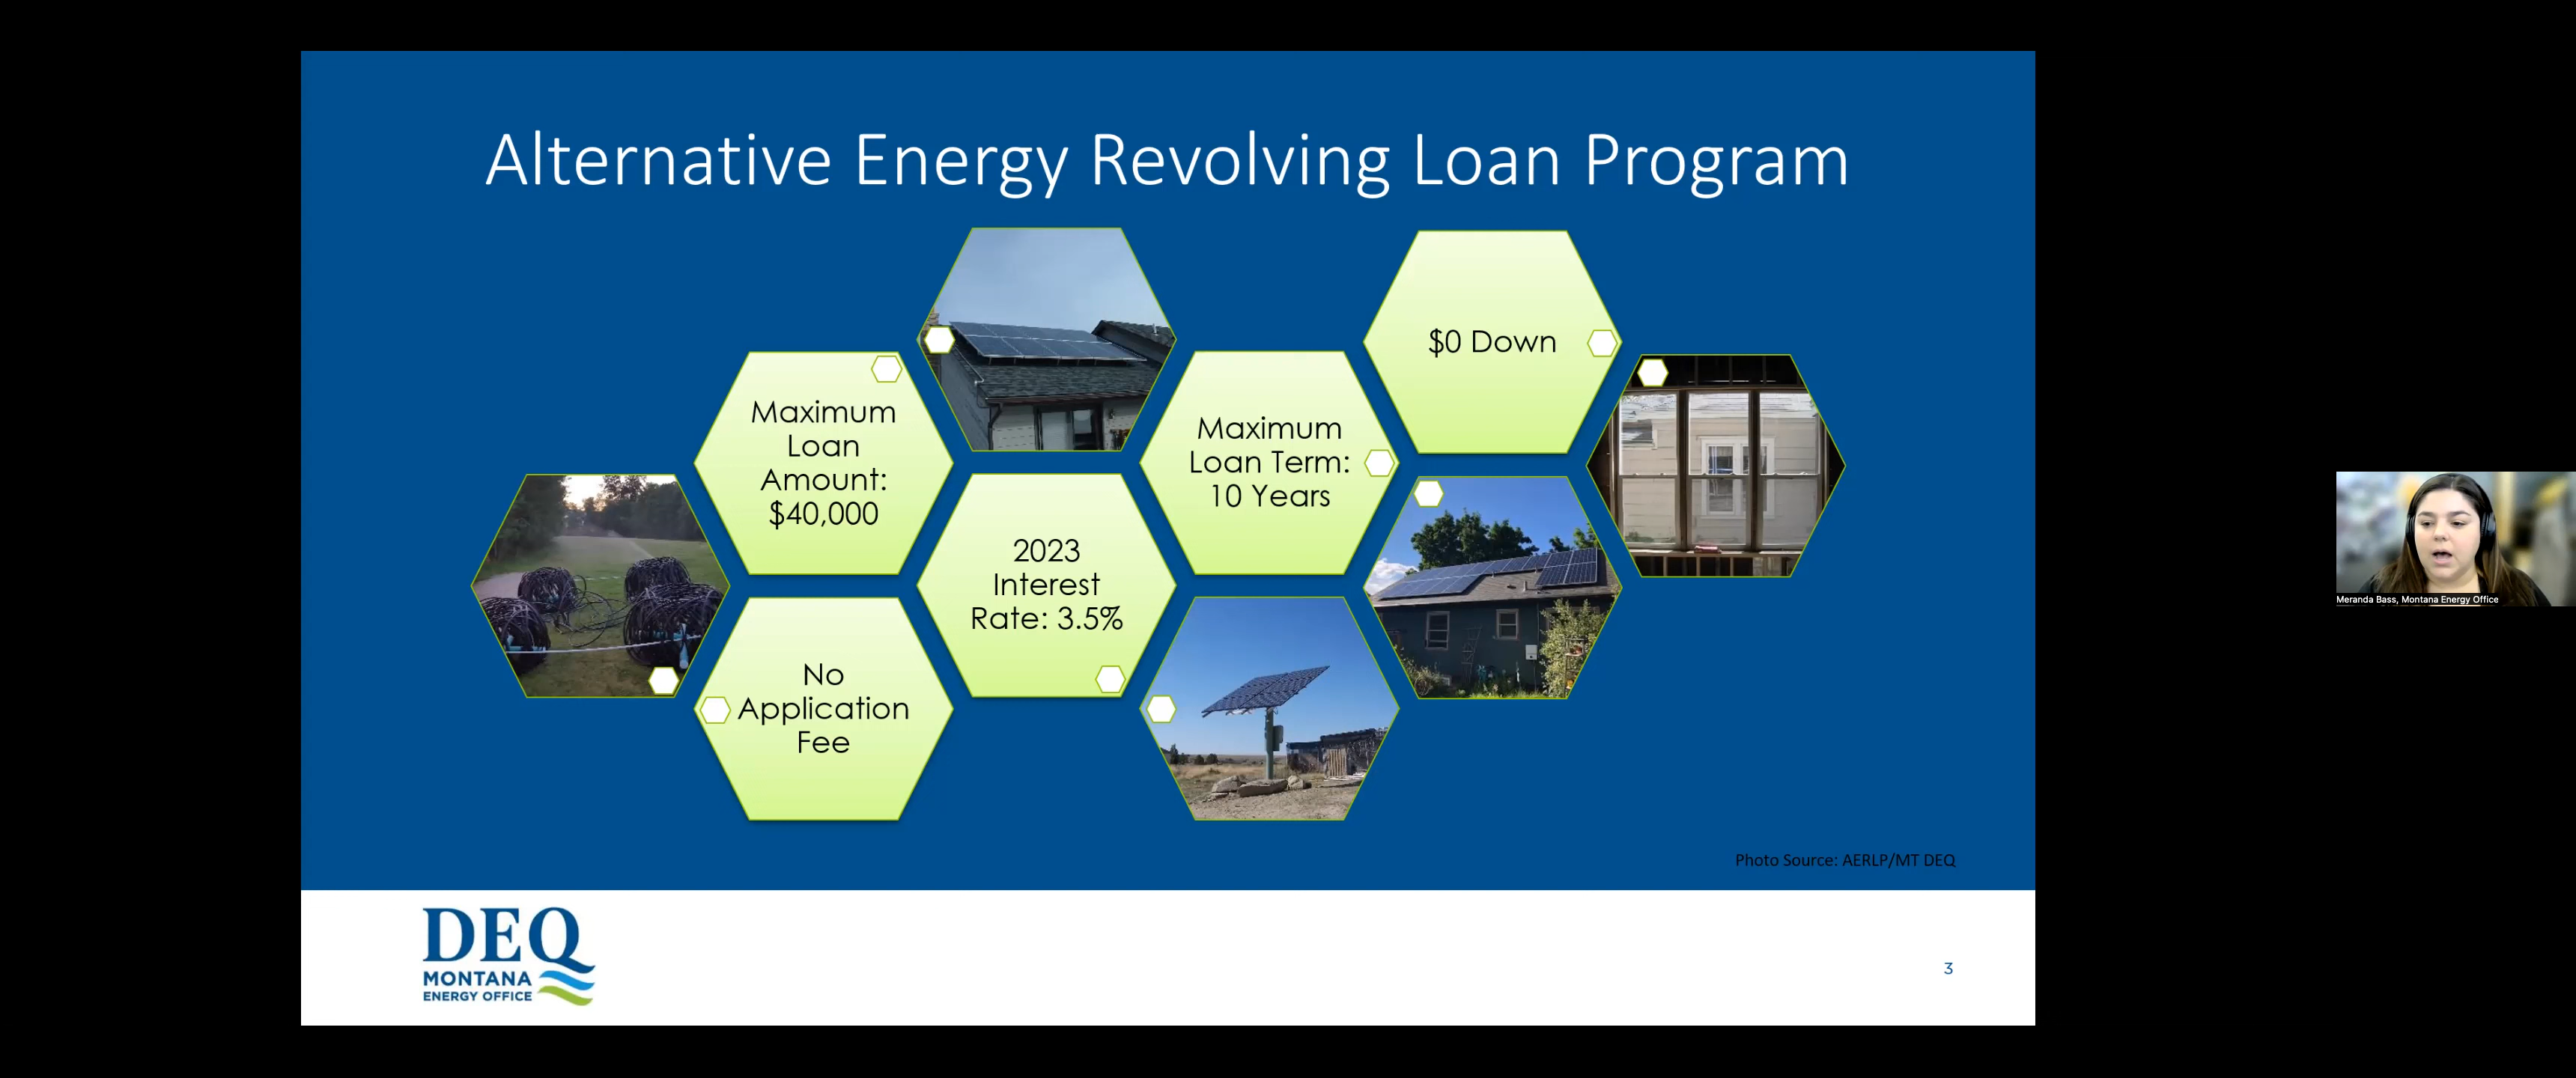 Alternative Energy Revolving Loan Program
$0 Down
Maximum
Loan
Amount:
$40,000
Maximum
Loan Term:
10 Years
2023
Interest
Rate: 3.5%
No
Application
Fee
Photo Source: AERLP/MT DEQ
DEQ
MONTANA
ENERGY OFFICE
3
Meranda Bass, Montana Energy Office